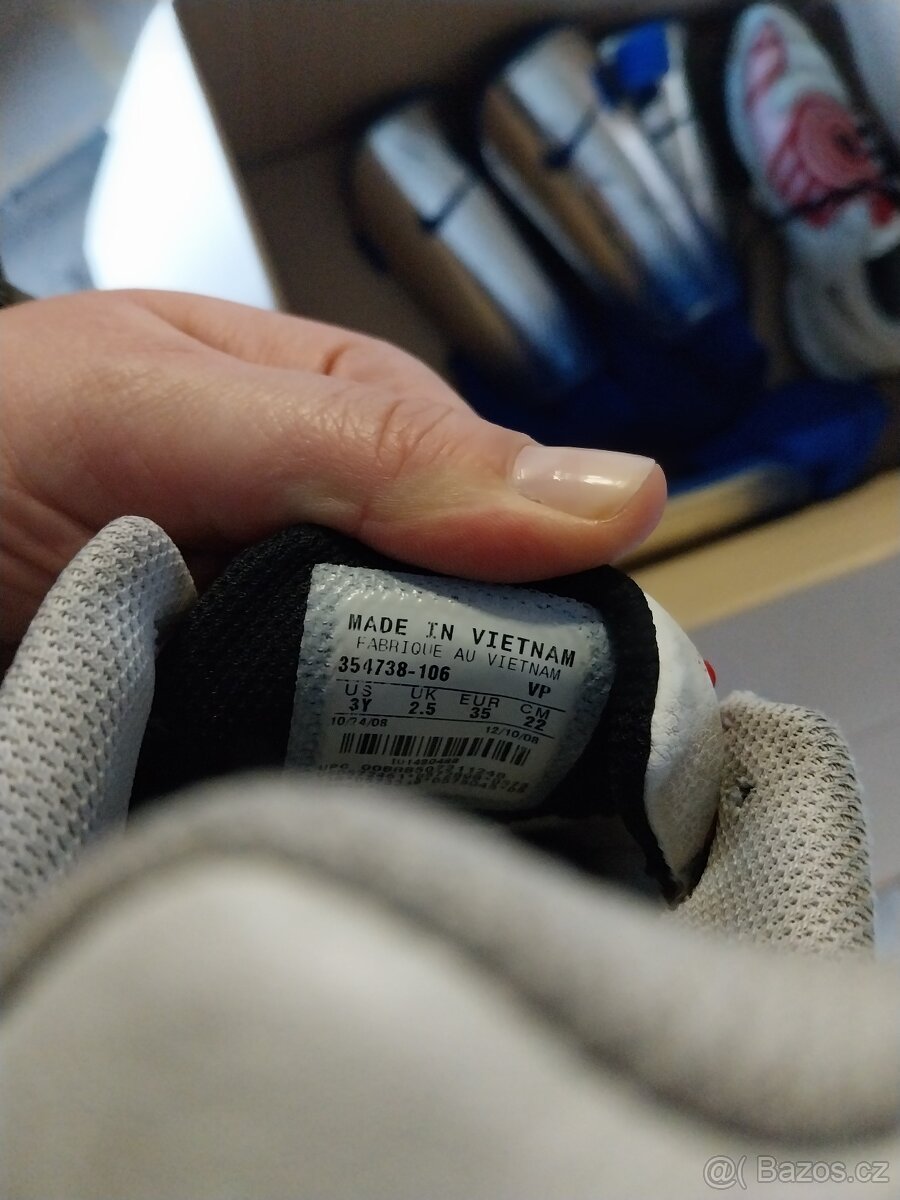 MADE IN VIETNAM
FABRIQUE AU VIETNAM
354738-106 VP
US UK EUR CM
3Y 2.5 35 22
10/24/08 12/10/08
UPC
@( Bazos.cz